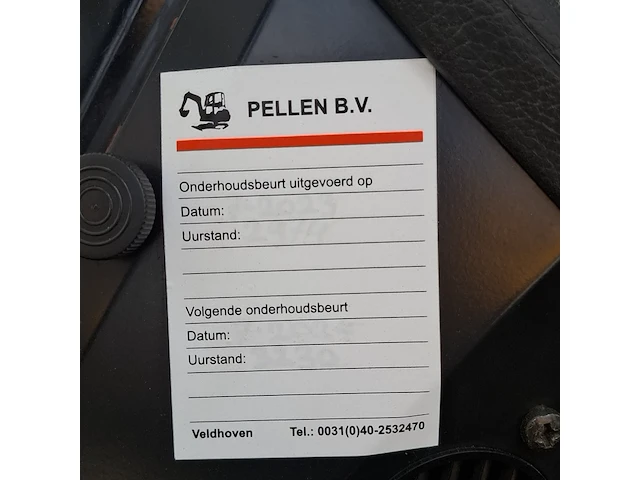 PELLEN B.V.
Onderhoudsbeurt uitgevoerd op
Datum:
Uurstand:
Volgende onderhoudsbeurt
Datum:
Uurstand:
Veldhoven Tel.: 0031(0)40-2532470